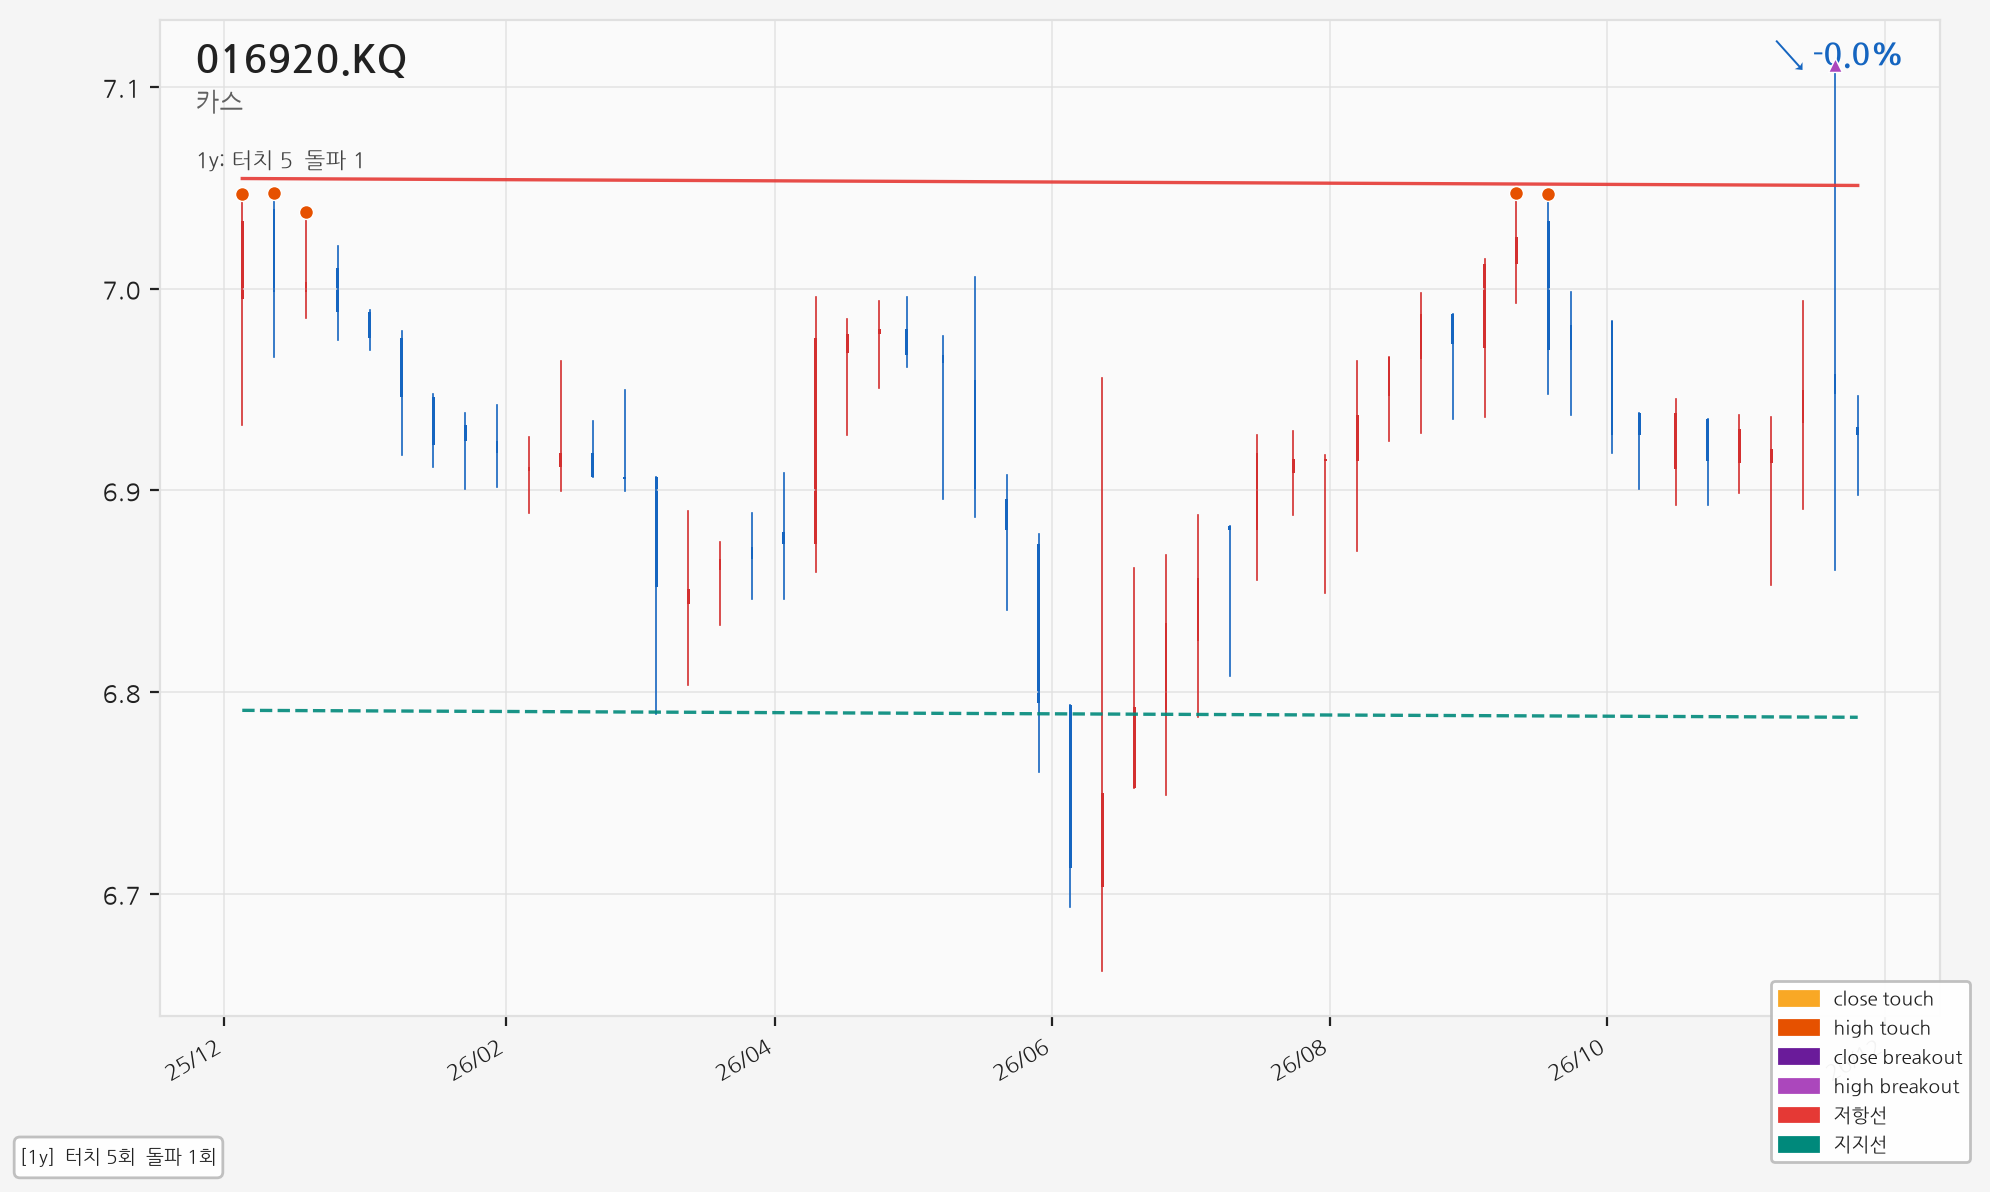 016920.KQ
카스
1y: 터치 5 돌파 1
-0.0%
7.1
7.0
6.9
6.8
6.7
25/12
26/02
26/04
26/06
26/08
26/10
close touch
high touch
close breakout
high breakout
저항선
지지선
[1y] 터치 5회 돌파 1회